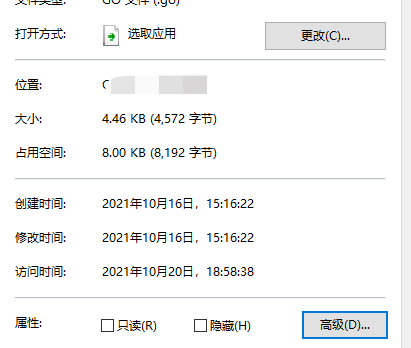 文件类型: GO 文件 (.go)
打开方式: 选取应用 更改(C)...
位置: C
大小: 4.46 KB (4,572 字节)
占用空间: 8.00 KB (8,192 字节)
创建时间: 2021年10月16日，15:16:22
修改时间: 2021年10月16日，15:16:22
访问时间: 2021年10月20日，18:58:38
属性: 只读(R) 隐藏(H) 高级(D)...